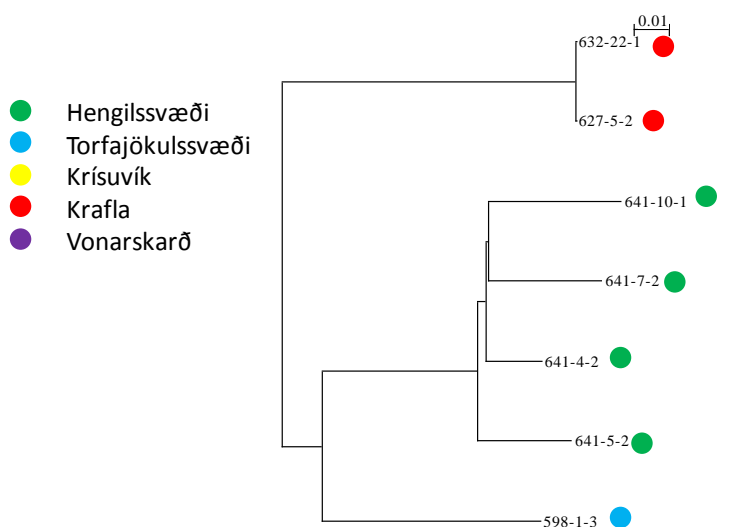 0.01
632-22-1
627-5-2
Hengilssvæði
Torfajökulssvæði
Krísuvík
Krafla
Vonarskarð
641-10-1
641-7-2
641-4-2
641-5-2
598-1-3